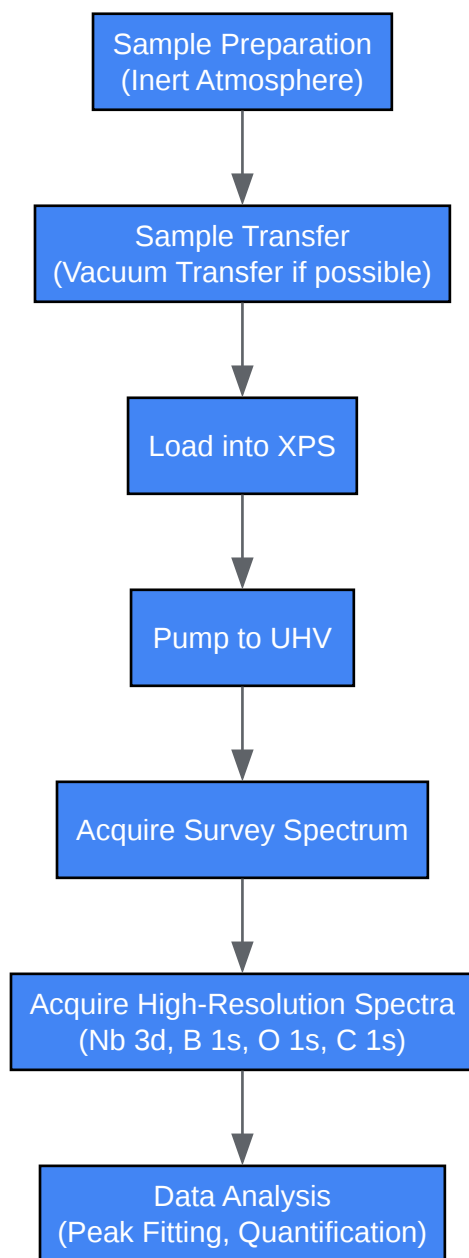 Sample Preparation
(Inert Atmosphere)
Sample Transfer
(Vacuum Transfer if possible)
Load into XPS
Pump to UHV
Acquire Survey Spectrum
Acquire High-Resolution Spectra
(Nb 3d, B 1s, O 1s, C 1s)
Data Analysis
(Peak Fitting, Quantification)